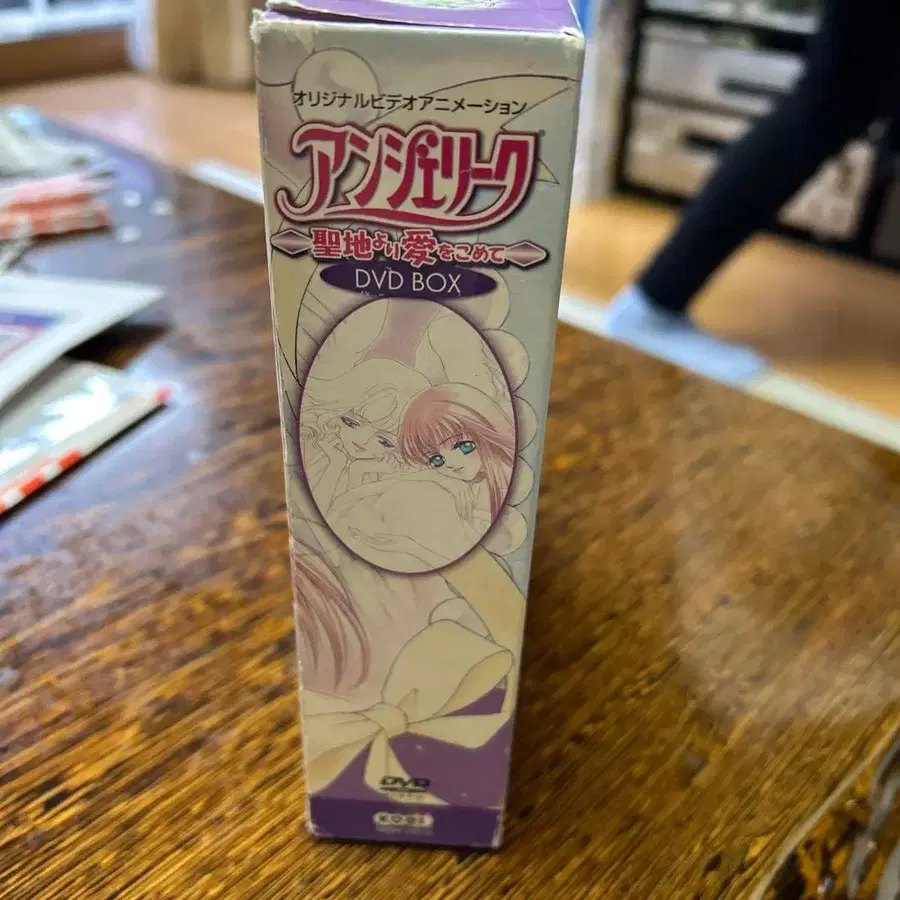 オリジナルビデオアニメーション
アンジェリーク
聖地より愛をこめて
DVD BOX
DVD
KOEI